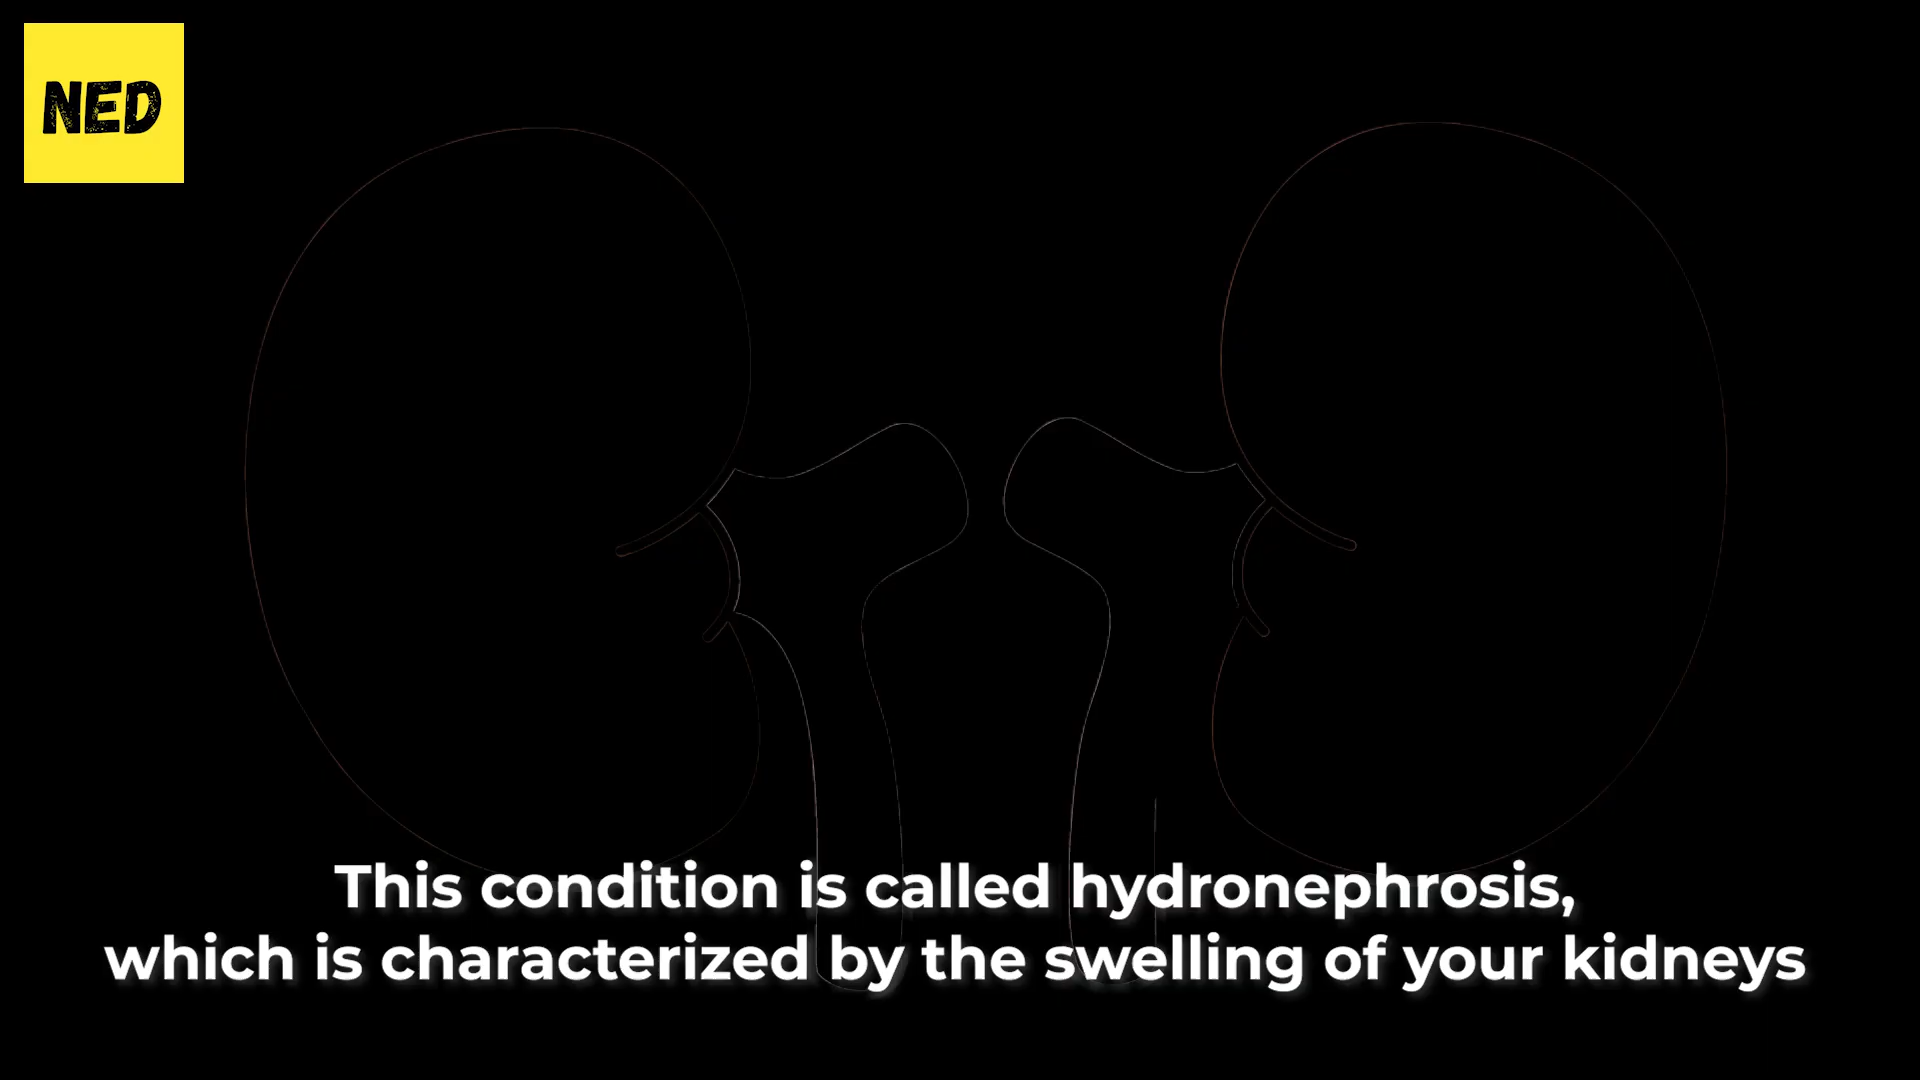 NED
This condition is called hydronephrosis,
which is characterized by the swelling of your kidneys